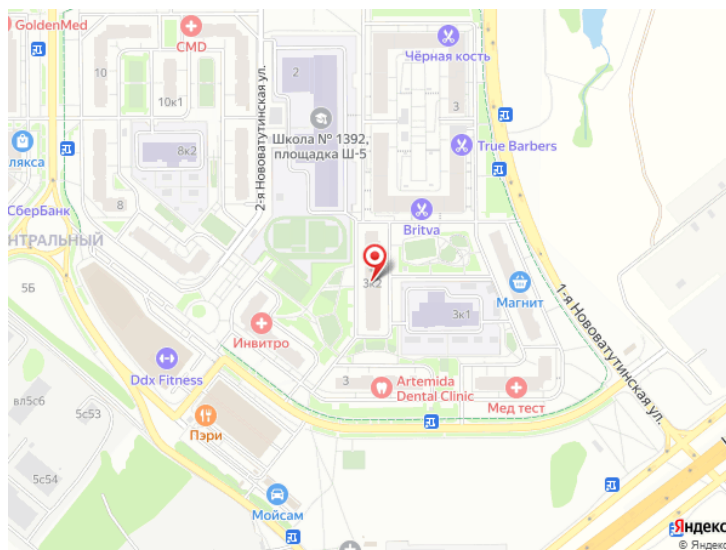 GoldenMed
CMD
Чёрная кость
10
2
2-я Нововатутинская ул.
10к1
3
Школа № 1392,
площадка Ш-5
True Barbers
лякса
8к2
8
СберБанк
Britva
НТРАЛЬНЫЙ
3к2
5Б
Магнит
1-я Нововатутинская ул.
Инвитро
3к1
Ddx Fitness
3
Artemida
Dental Clinic
Мед тест
вл5с6
5с53
Пэри
5с54
Мойсам
Яндекс
© Яндекс